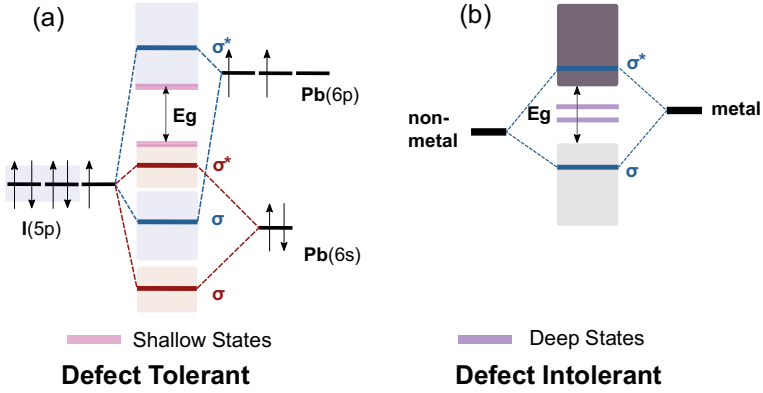 (a)
σ*
Pb(6p)
Eg
σ*
I(5p)
σ
Pb(6s)
σ
Shallow States
Defect Tolerant
(b)
σ*
non-
metal
Eg
metal
σ
Deep States
Defect Intolerant